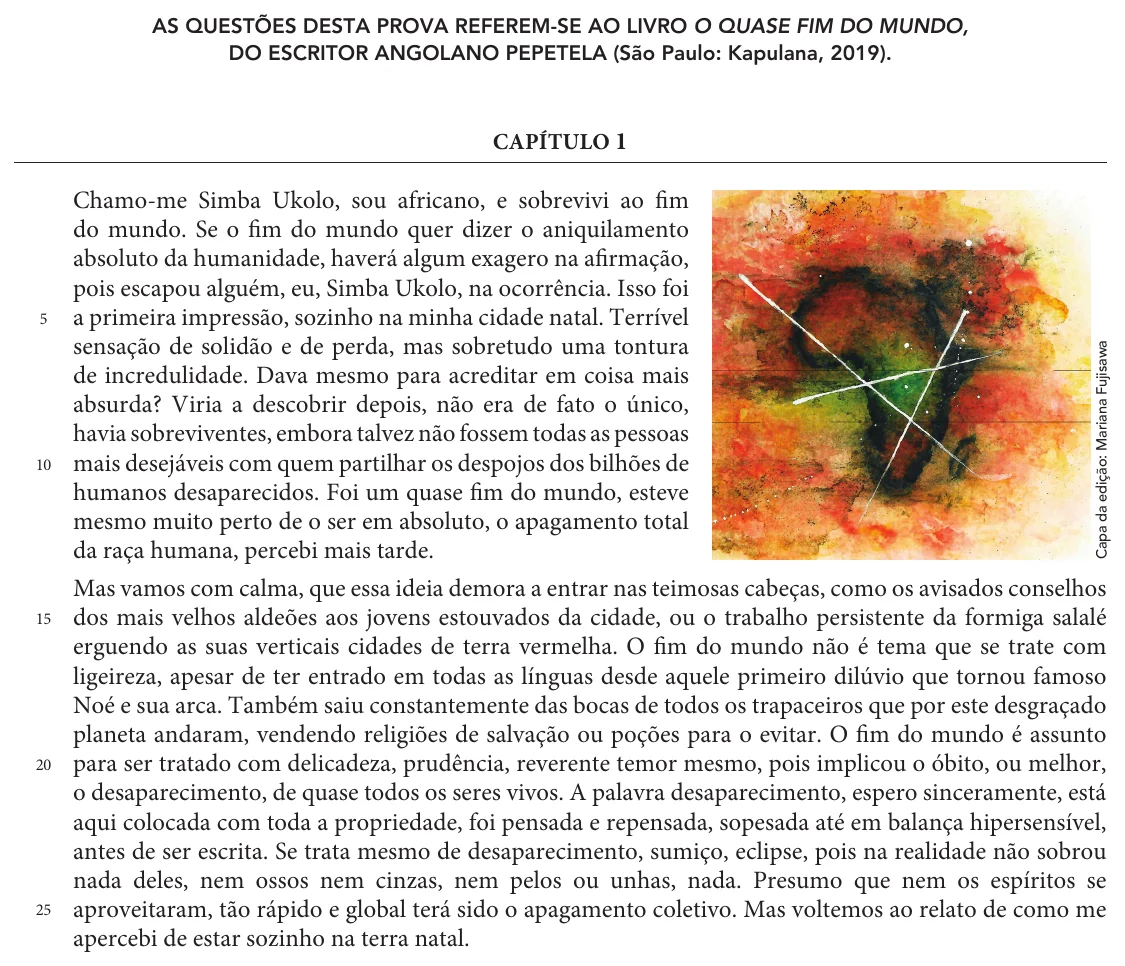 AS QUESTÕES DESTA PROVA REFEREM-SE AO LIVRO O QUASE FIM DO MUNDO,
DO ESCRITOR ANGOLANO PEPETELA (São Paulo: Kapulana, 2019).
CAPÍTULO 1
Chamo-me Simba Ukolo, sou africano, e sobrevivi ao fim
do mundo. Se o fim do mundo quer dizer o aniquilamento
absoluto da humanidade, haverá algum exagero na afirmação,
pois escapou alguém, eu, Simba Ukolo, na ocorrência. Isso foi
5 a primeira impressão, sozinho na minha cidade natal. Terrível
sensação de solidão e de perda, mas sobretudo uma tontura
de incredulidade. Dava mesmo para acreditar em coisa mais
absurda? Viria a descobrir depois, não era de fato o único,
havia sobreviventes, embora talvez não fossem todas as pessoas
10 mais desejáveis com quem partilhar os despojos dos bilhões de
humanos desaparecidos. Foi um quase fim do mundo, esteve
mesmo muito perto de o ser em absoluto, o apagamento total
da raça humana, percebi mais tarde.
Capa da edição: Mariana Fujisawa
Mas vamos com calma, que essa ideia demora a entrar nas teimosas cabeças, como os avisados conselhos
15 dos mais velhos aldeões aos jovens estouvados da cidade, ou o trabalho persistente da formiga salalé
erguendo as suas verticais cidades de terra vermelha. O fim do mundo não é tema que se trate com
ligeireza, apesar de ter entrado em todas as línguas desde aquele primeiro dilúvio que tornou famoso
Noé e sua arca. Também saiu constantemente das bocas de todos os trapaceiros que por este desgraçado
planeta andaram, vendendo religiões de salvação ou poções para o evitar. O fim do mundo é assunto
20 para ser tratado com delicadeza, prudência, reverente temor mesmo, pois implicou o óbito, ou melhor,
o desaparecimento, de quase todos os seres vivos. A palavra desaparecimento, espero sinceramente, está
aqui colocada com toda a propriedade, foi pensada e repensada, sopesada até em balança hipersensível,
antes de ser escrita. Se trata mesmo de desaparecimento, sumiço, eclipse, pois na realidade não sobrou
nada deles, nem ossos nem cinzas, nem pelos ou unhas, nada. Presumo que nem os espíritos se
25 aproveitaram, tão rápido e global terá sido o apagamento coletivo. Mas voltemos ao relato de como me
apercebi de estar sozinho na terra natal.